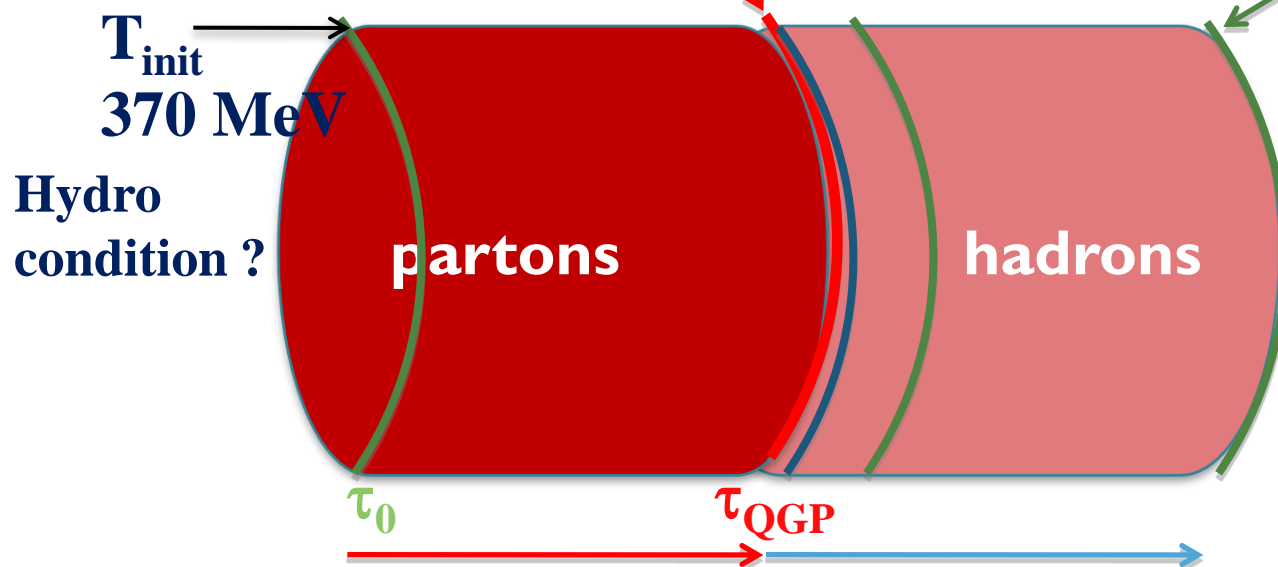 T_init
370 MeV
Hydro
condition ?
partons
hadrons
τ_0
τ_QGP